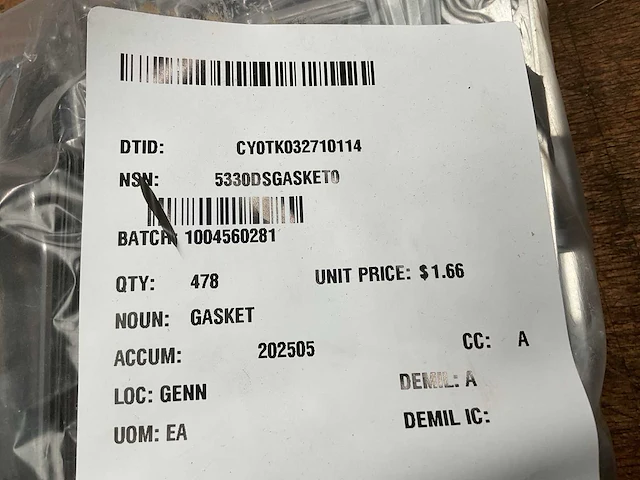 DTID: CY0TK032710114
NSN: 5330DSGASKET0
BATCH: 1004560281
QTY: 478 UNIT PRICE: $1.66
NOUN: GASKET
ACCUM: 202505 CC: A
LOC: GENN DEMIL: A
UOM: EA DEMIL IC: